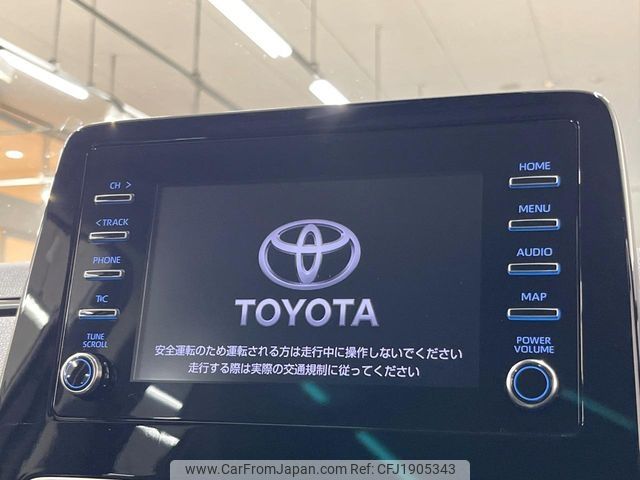 CH >
< TRACK
PHONE
T/C
TUNE
SCROLL
HOME
MENU
AUDIO
MAP
POWER
VOLUME
TOYOTA
安全運転のため運転される方は走行中に操作しないでください
走行する際は実際の交通規制に従ってください
www.CarFromJapan.com Ref:No: CFJ1905343